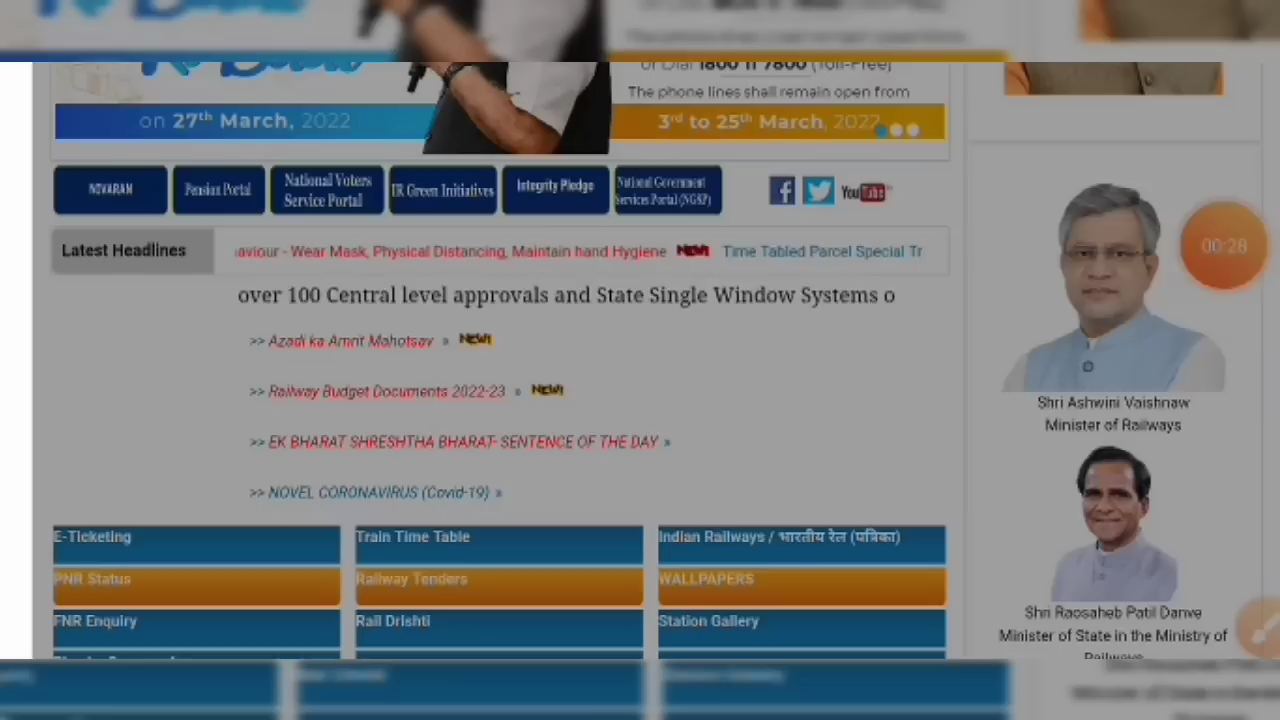 or Dial 1800 11 7800 (Toll-Free)
The phone lines shall remain open from
on 27th March, 2022
3rd to 25th March, 2022
NIVARAN
Pension Portal
National Voters
Service Portal
IR Green Initiatives
Integrity Pledge
National Government
Services Portal (NGSP)
You Tube
Latest Headlines
aviour - Wear Mask, Physical Distancing, Maintain hand Hygiene NEW! Time Tabled Parcel Special Tr
00:28
over 100 Central level approvals and State Single Window Systems o
>> Azadi ka Amrit Mahotsav » NEW!
>> Railway Budget Documents 2022-23 » NEW!
>> EK BHARAT SHRESHTHA BHARAT- SENTENCE OF THE DAY »
>> NOVEL CORONAVIRUS (Covid-19) »
Shri Ashwini Vaishnaw
Minister of Railways
E-Ticketing
Train Time Table
Indian Railways / भारतीय रेल (पत्रिका)
PNR Status
Railway Tenders
WALLPAPERS
FNR Enquiry
Rail Drishti
Station Gallery
Shri Raosaheb Patil Danve
Minister of State in the Ministry of
Railways